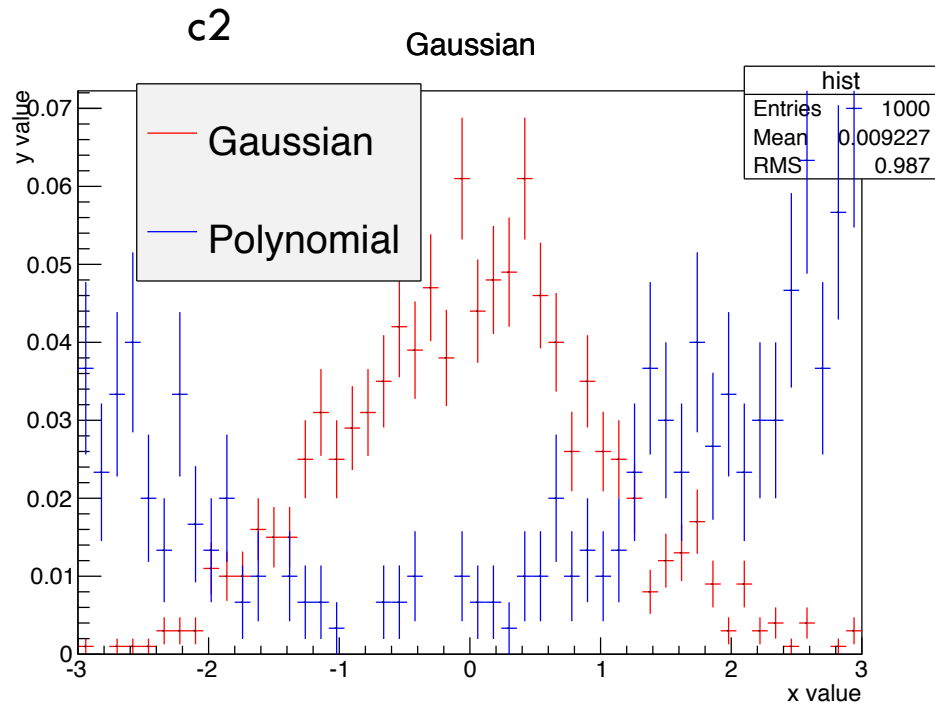 c2
Gaussian
y value
0.07
0.06
0.05
0.04
0.03
0.02
0.01
0
Gaussian
Polynomial
hist
Entries 1000
Mean 0.009227
RMS 0.987
-3 -2 -1 0 1 2 3
x value